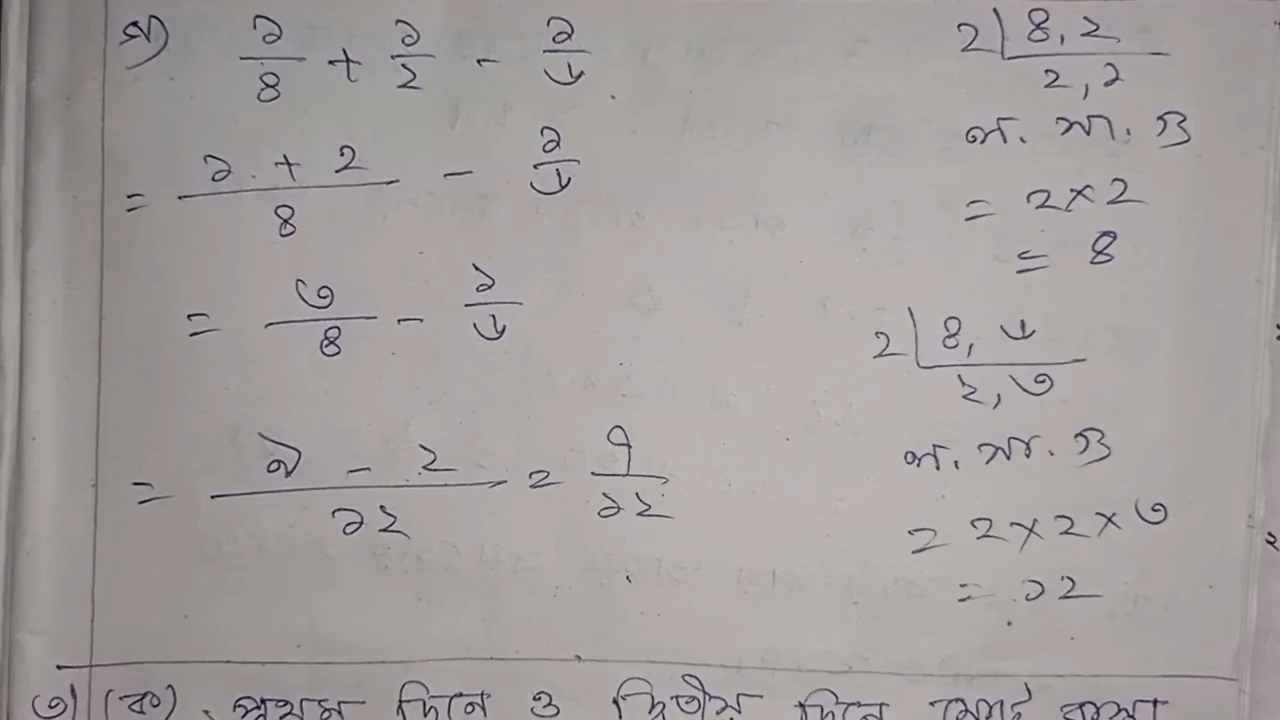 ঘ) ১/৪ + ১/২ - ১/৬
= (১ + ২)/৪ - ১/৬
= ৩/৪ - ১/৬
= (৯ - ২)/১২ = ৭/১২
২ | ৪, ২
২, ১
ল. সা. গু
= ২×২
= ৪
২ | ৪, ৬
২, ৩
ল. সা. গু
= ২×২×৩
= ১২
৩) (ক) প্রথম দিনে ও দ্বিতীয় দিনে মোট